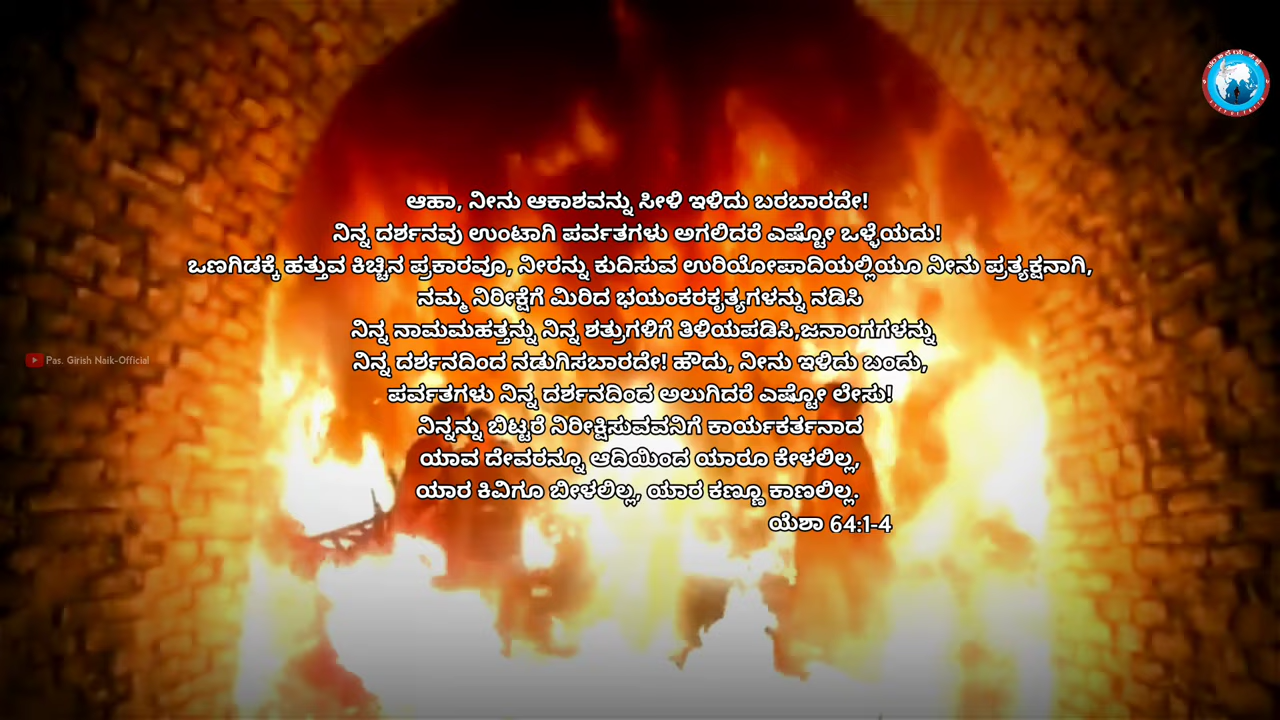 ಆಹಾ, ನೀನು ಆಕಾಶವನ್ನು ಸೀಳಿ ಇಳಿದು ಬರಬಾರದೇ!
ನಿನ್ನ ದರ್ಶನವು ಉಂಟಾಗಿ ಪರ್ವತಗಳು ಅಗಲಿದರೆ ಎಷ್ಟೋ ಒಳ್ಳೆಯದು!
ಒಣಗಿಡಕ್ಕೆ ಹತ್ತುವ ಕಿಚ್ಚಿನ ಪ್ರಕಾರವೂ, ನೀರನ್ನು ಕುದಿಸುವ ಉರಿಯೋಪಾದಿಯಲ್ಲಿಯೂ ನೀನು ಪ್ರತ್ಯಕ್ಷನಾಗಿ,
ನಮ್ಮ ನಿರೀಕ್ಷೆಗೆ ಮಿರಿದ ಭಯಂಕರಕೃತ್ಯಗಳನ್ನು ನಡಿಸಿ
ನಿನ್ನ ನಾಮಮಹತ್ತನ್ನು ನಿನ್ನ ಶತ್ರುಗಳಿಗೆ ತಿಳಿಯಪಡಿಸಿ,ಜನಾಂಗಗಳನ್ನು
Pas. Girish Naik-Official
ನಿನ್ನ ದರ್ಶನದಿಂದ ನಡುಗಿಸಬಾರದೇ! ಹೌದು, ನೀನು ಇಳಿದು ಬಂದು,
ಪರ್ವತಗಳು ನಿನ್ನ ದರ್ಶನದಿಂದ ಅಲುಗಿದರೆ ಎಷ್ಟೋ ಲೇಸು!
ನಿನ್ನನ್ನು ಬಿಟ್ಟರೆ ನಿರೀಕ್ಷಿಸುವವನಿಗೆ ಕಾರ್ಯಕರ್ತನಾದ
ಯಾವ ದೇವರನ್ನೂ ಆದಿಯಿಂದ ಯಾರೂ ಕೇಳಲಿಲ್ಲ,
ಯಾರ ಕಿವಿಗೂ ಬೀಳಲಿಲ್ಲ, ಯಾರ ಕಣ್ಣೂ ಕಾಣಲಿಲ್ಲ.
ಯೆಶಾ 64:1-4